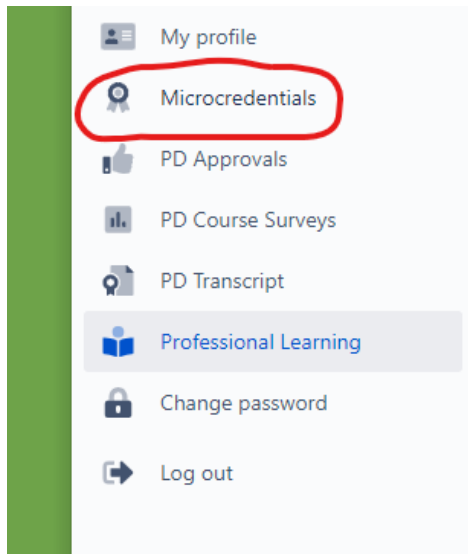 My profile
Microcredentials
PD Approvals
PD Course Surveys
PD Transcript
Professional Learning
Change password
Log out